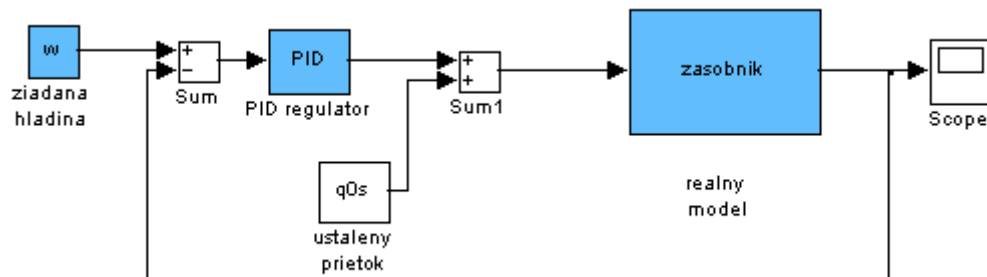 w
ziadana
hladina
+
−
Sum
PID
PID regulator
+
+
Sum1
q0s
ustaleny
prietok
zasobnik
realny
model
Scope